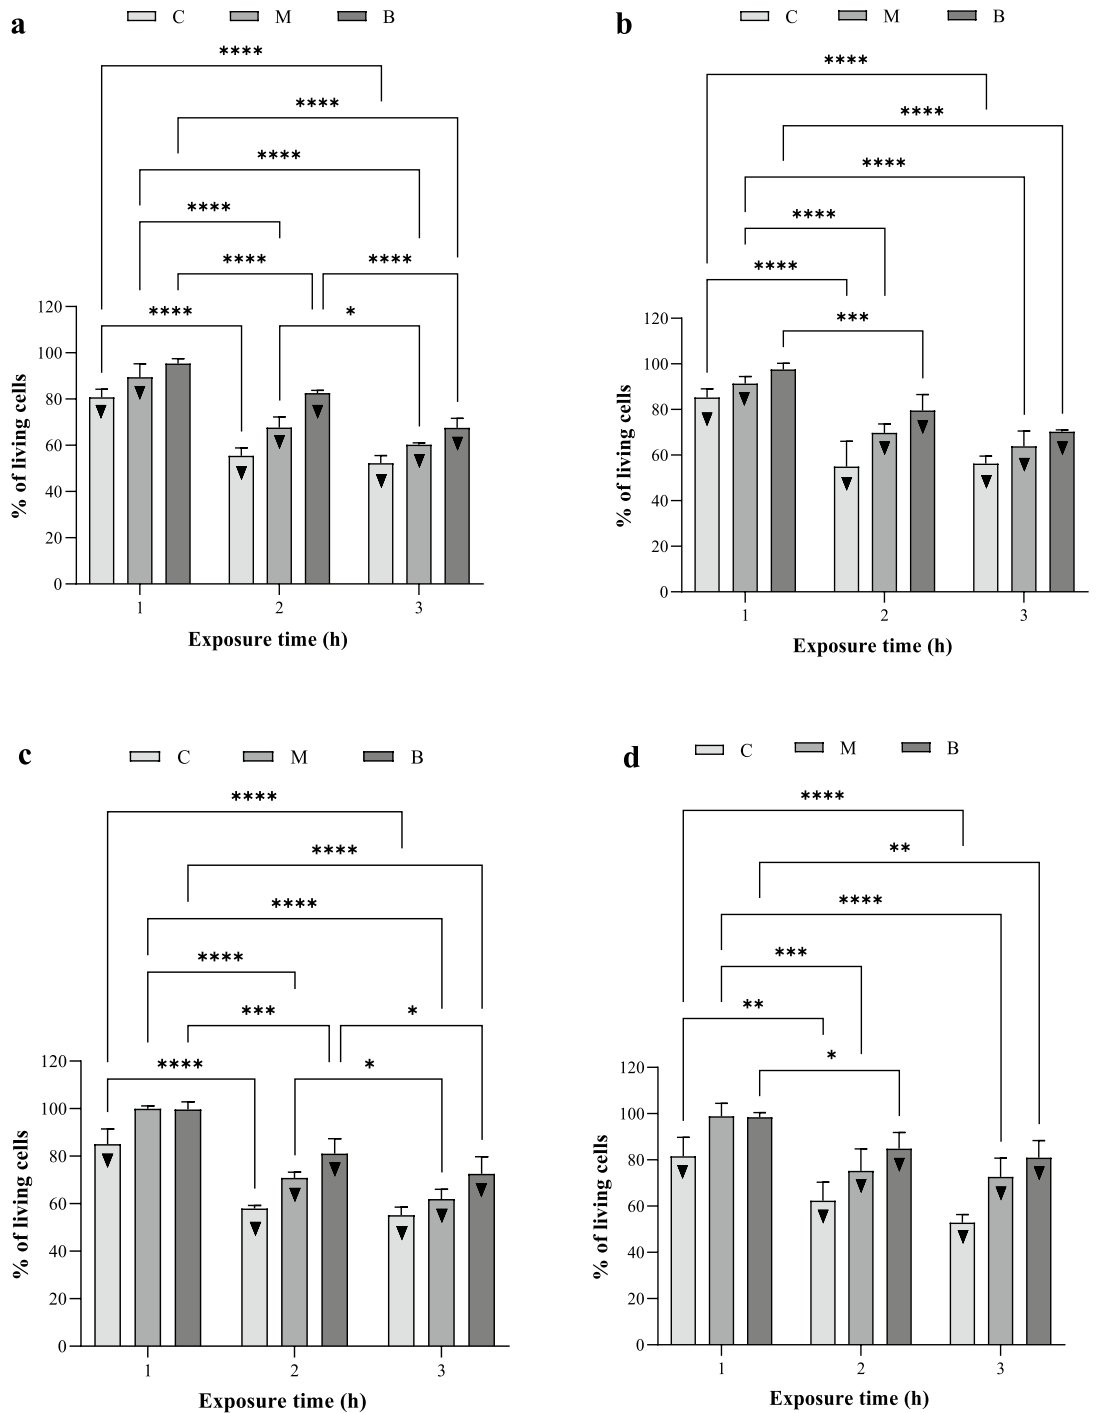 a
C M B
****
****
****
****
**** ****
**** *
120
100
80
60
40
20
0
% of living cells
1 2 3
Exposure time (h)
b
C M B
****
****
****
****
****
***
120
100
80
60
40
20
0
% of living cells
1 2 3
Exposure time (h)
c
C M B
****
****
****
****
*** *
**** *
120
100
80
60
40
20
0
% of living cells
1 2 3
Exposure time (h)
d
C M B
****
**
****
***
**
*
120
100
80
60
40
20
0
% of living cells
1 2 3
Exposure time (h)